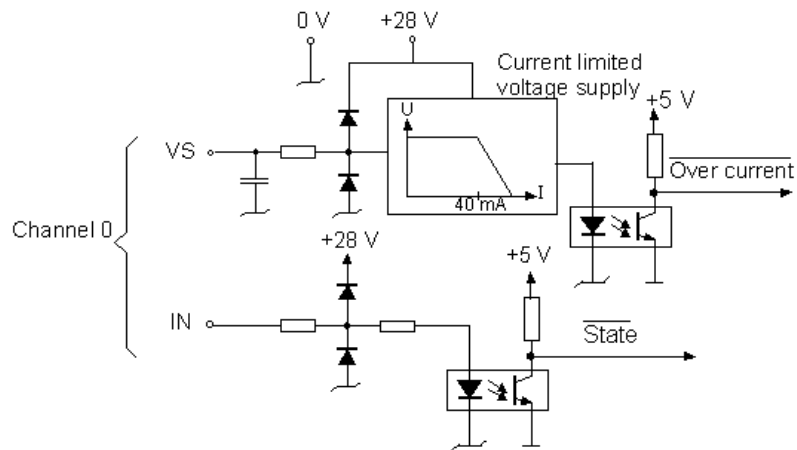 0 V
+28 V
Current limited
voltage supply
U
I
40 mA
+5 V
Over current
VS
Channel 0
+28 V
IN
+5 V
State